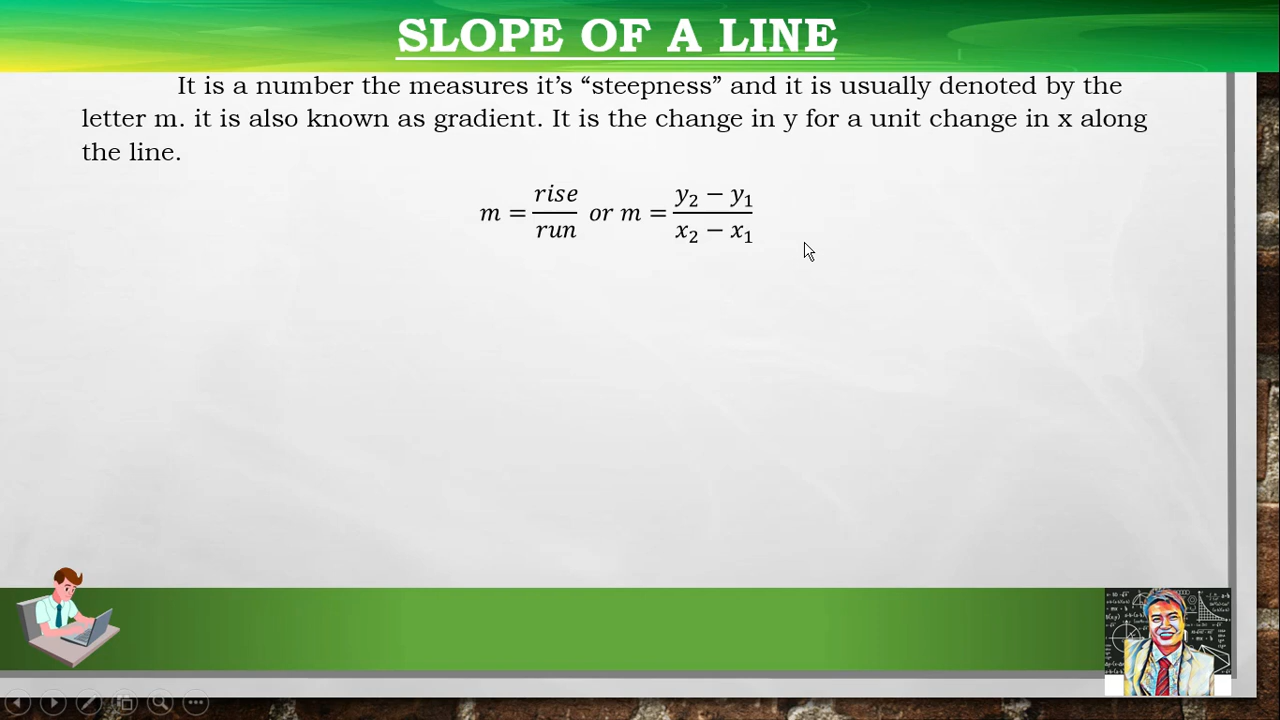 SLOPE OF A LINE
It is a number the measures it’s “steepness” and it is usually denoted by the
letter m. it is also known as gradient. It is the change in y for a unit change in x along
the line.
m = rise/run or m = (y₂ − y₁)/(x₂ − x₁)